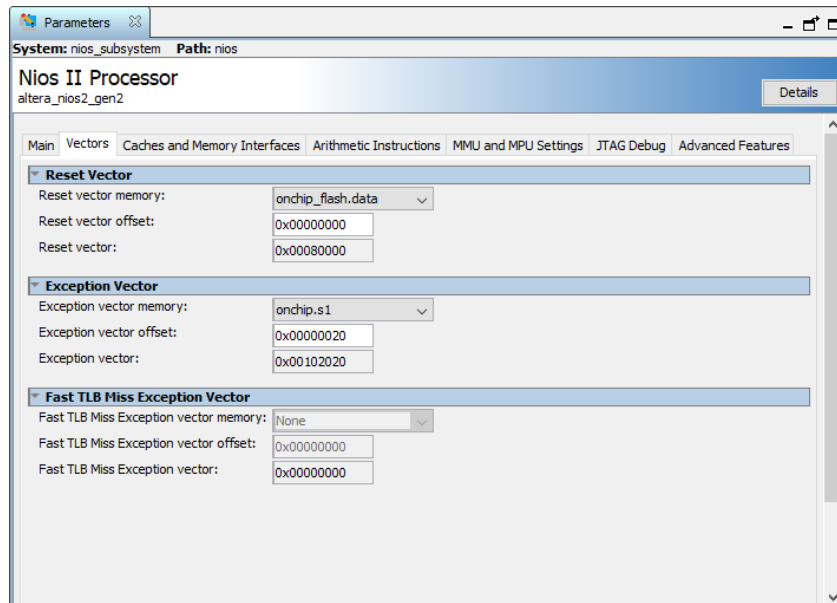 Parameters
System: nios_subsystem Path: nios
Nios II Processor
altera_nios2_gen2
Details
Main Vectors Caches and Memory Interfaces Arithmetic Instructions MMU and MPU Settings JTAG Debug Advanced Features
Reset Vector
Reset vector memory: onchip_flash.data
Reset vector offset: 0x00000000
Reset vector: 0x00080000
Exception Vector
Exception vector memory: onchip.s1
Exception vector offset: 0x00000020
Exception vector: 0x00102020
Fast TLB Miss Exception Vector
Fast TLB Miss Exception vector memory: None
Fast TLB Miss Exception vector offset: 0x00000000
Fast TLB Miss Exception vector: 0x00000000